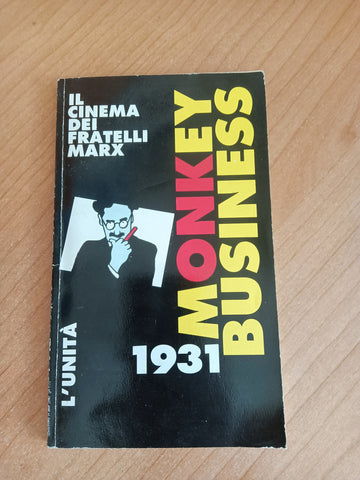 IL
CINEMA
DEI
FRATELLI
MARX
MONKEY
BUSINESS
1931
L'UNITÀ